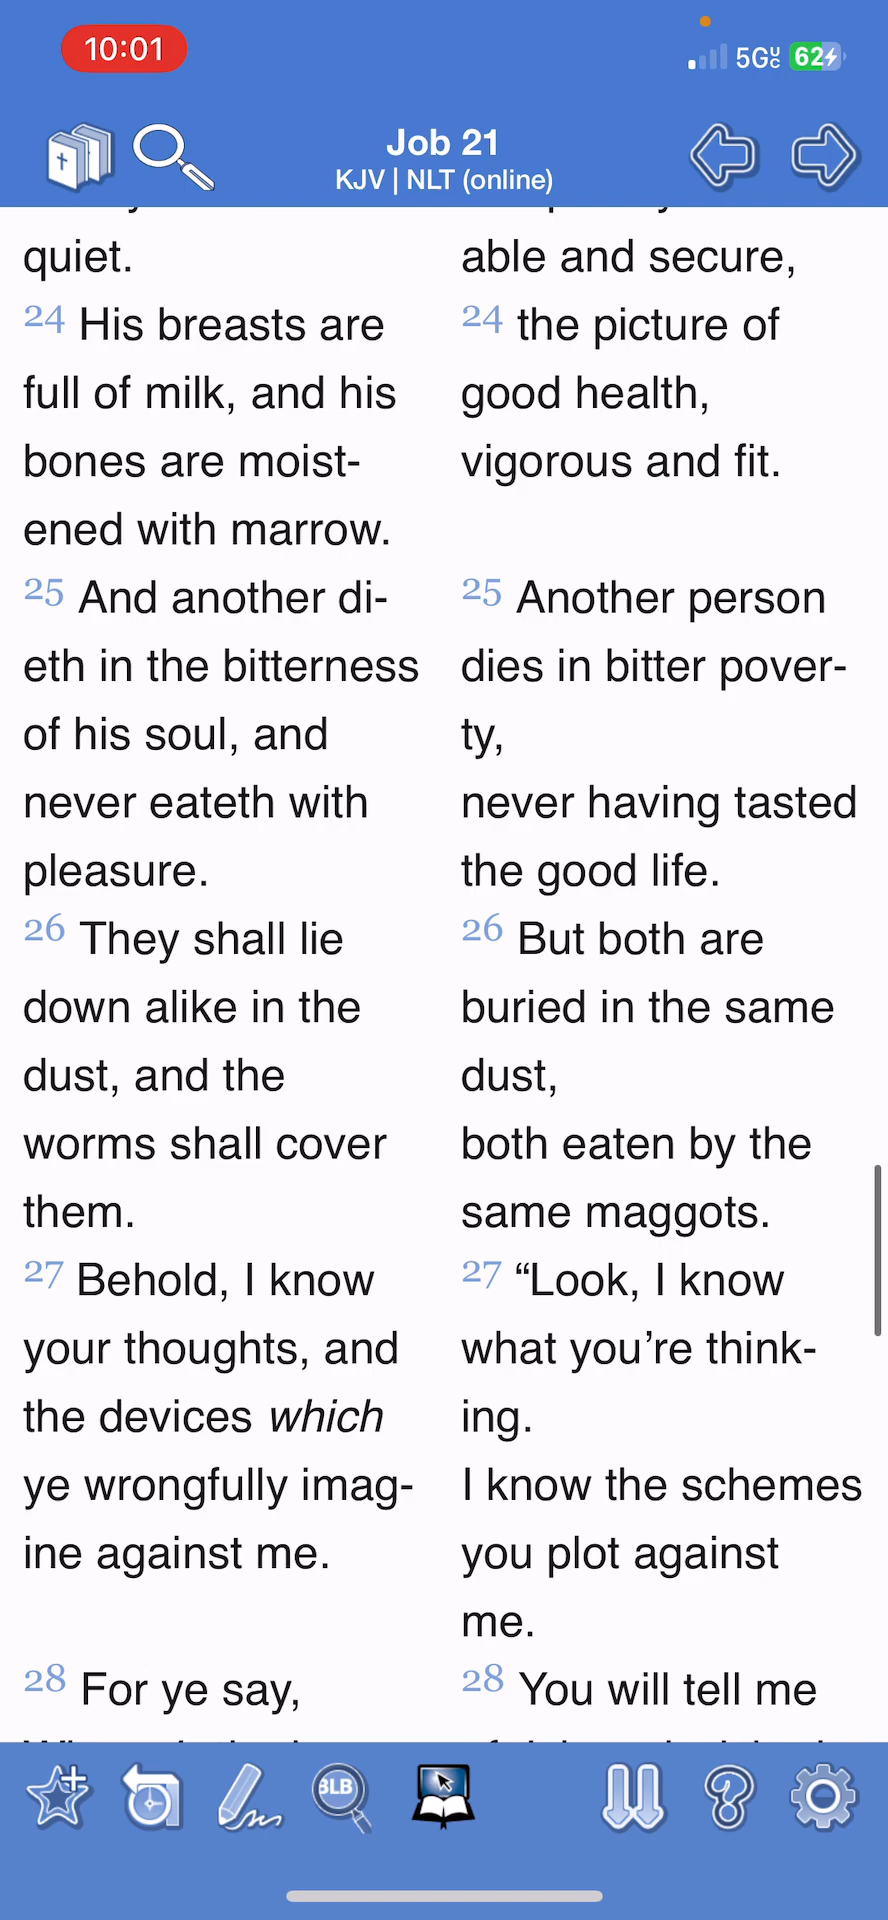 10:01
5G UC 62
Job 21
KJV | NLT (online)
quiet.
24 His breasts are
full of milk, and his
bones are moist-
ened with marrow.
25 And another di-
eth in the bitterness
of his soul, and
never eateth with
pleasure.
26 They shall lie
down alike in the
dust, and the
worms shall cover
them.
27 Behold, I know
your thoughts, and
the devices which
ye wrongfully imag-
ine against me.
28 For ye say,
able and secure,
24 the picture of
good health,
vigorous and fit.
25 Another person
dies in bitter pover-
ty,
never having tasted
the good life.
26 But both are
buried in the same
dust,
both eaten by the
same maggots.
27 “Look, I know
what you’re think-
ing.
I know the schemes
you plot against
me.
28 You will tell me
BLB